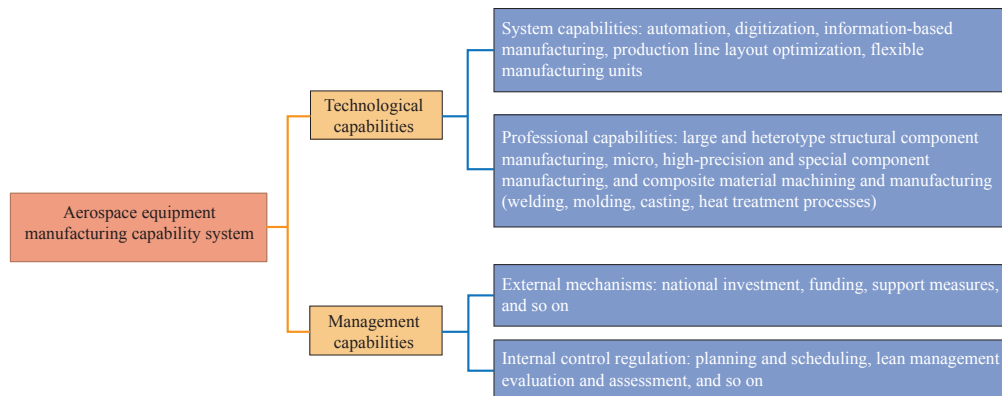 System capabilities: automation, digitization, information-based
manufacturing, production line layout optimization, flexible
manufacturing units
Technological
capabilities
Professional capabilities: large and heterotype structural component
manufacturing, micro, high-precision and special component
manufacturing, and composite material machining and manufacturing
(welding, molding, casting, heat treatment processes)
Aerospace equipment
manufacturing capability system
External mechanisms: national investment, funding, support measures,
and so on
Management
capabilities
Internal control regulation: planning and scheduling, lean management
evaluation and assessment, and so on